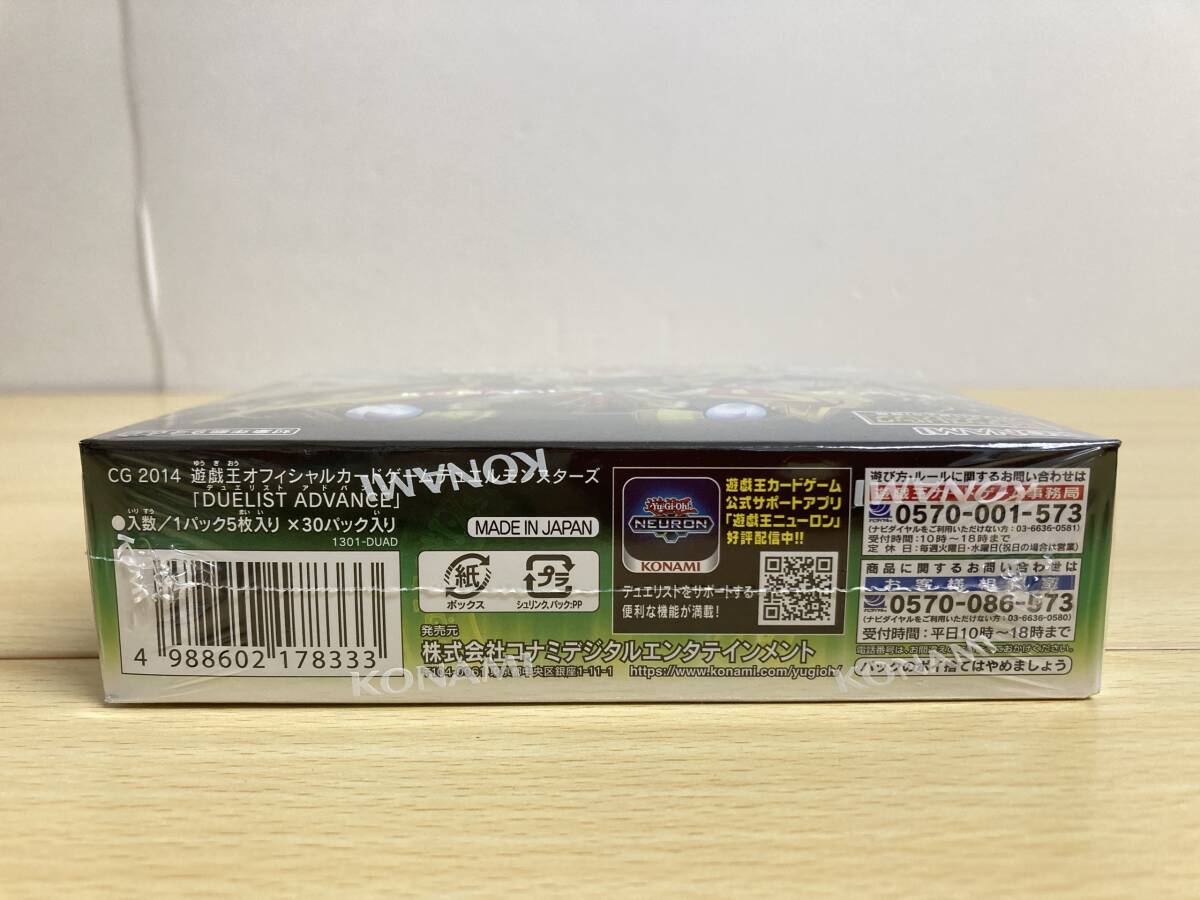 CG 2014 遊戯王オフィシャルカードゲームデュエルモンスターズ
「DUELIST ADVANCE」
●入数/1パック5枚入り ×30パック入り
1301-DUAD
4 988602 178333
MADE IN JAPAN
紙
ボックス
プラ
シュリンク,パック:PP
発売元
株式会社コナミデジタルエンタテインメント
https://www.konami.com/yugioh/
Yu-Gi-Oh!
NEURON
KONAMI
遊戯王カードゲーム
公式サポートアプリ
「遊戯王ニューロン」
好評配信中!!
デュエリストをサポートする
便利な機能が満載!
遊び方・ルールに関するお問い合わせは
0570-001-573
(ナビダイヤルをご利用いただけない方:03-6636-0581)
受付時間:10時〜18時まで
定 休 日:毎週火曜日・水曜日(祝日の場合は営業)
商品に関するお問い合わせは
お客様相談室
0570-086-573
(ナビダイヤルをご利用いただけない方:03-6636-0580)
受付時間:平日10時〜18時まで
パックのポイ捨てはやめましょう
KONAMI
KONAMI
KONAMI
KONAMI